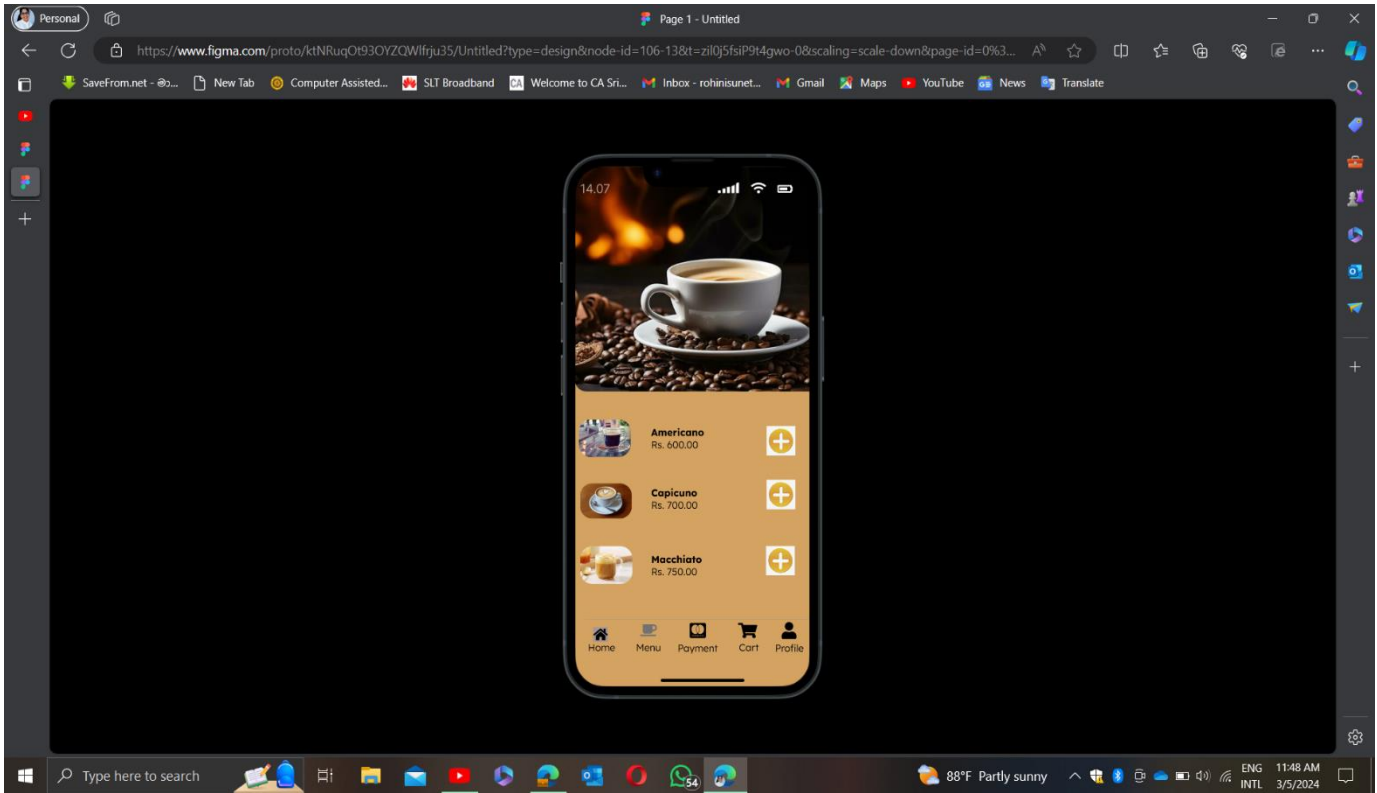 Personal
Page 1 - Untitled
https://www.figma.com/proto/ktNRuqOt93OYZQWlfrju35/Untitled?type=design&node-id=106-13&t=zil0j5fsiP9t4gwo-0&scaling=scale-down&page-id=0%3...
SaveFrom.net - මා... New Tab Computer Assisted... SLT Broadband CA Welcome to CA Sri... Inbox - rohinisunet... Gmail Maps YouTube GB News Translate
14.07
Americano
Rs. 600.00
Capicuno
Rs. 700.00
Macchiato
Rs. 750.00
Home Menu Payment Cart Profile
Type here to search
54
88°F Partly sunny
ENG 11:48 AM
INTL 3/5/2024